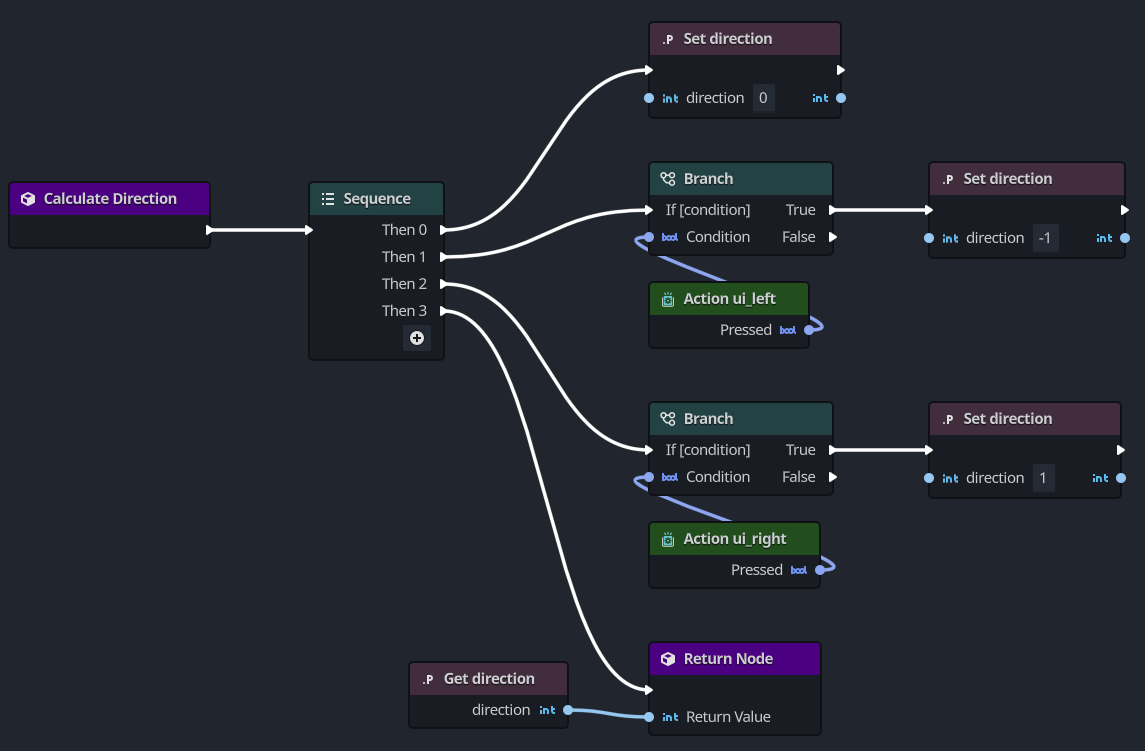 .P Set direction
int direction 0 int
Calculate Direction
Sequence
Then 0
Then 1
Then 2
Then 3
Branch
If [condition] True
bool Condition False
.P Set direction
int direction -1 int
Action ui_left
Pressed bool
Branch
If [condition] True
bool Condition False
.P Set direction
int direction 1 int
Action ui_right
Pressed bool
.P Get direction
direction int
Return Node
int Return Value